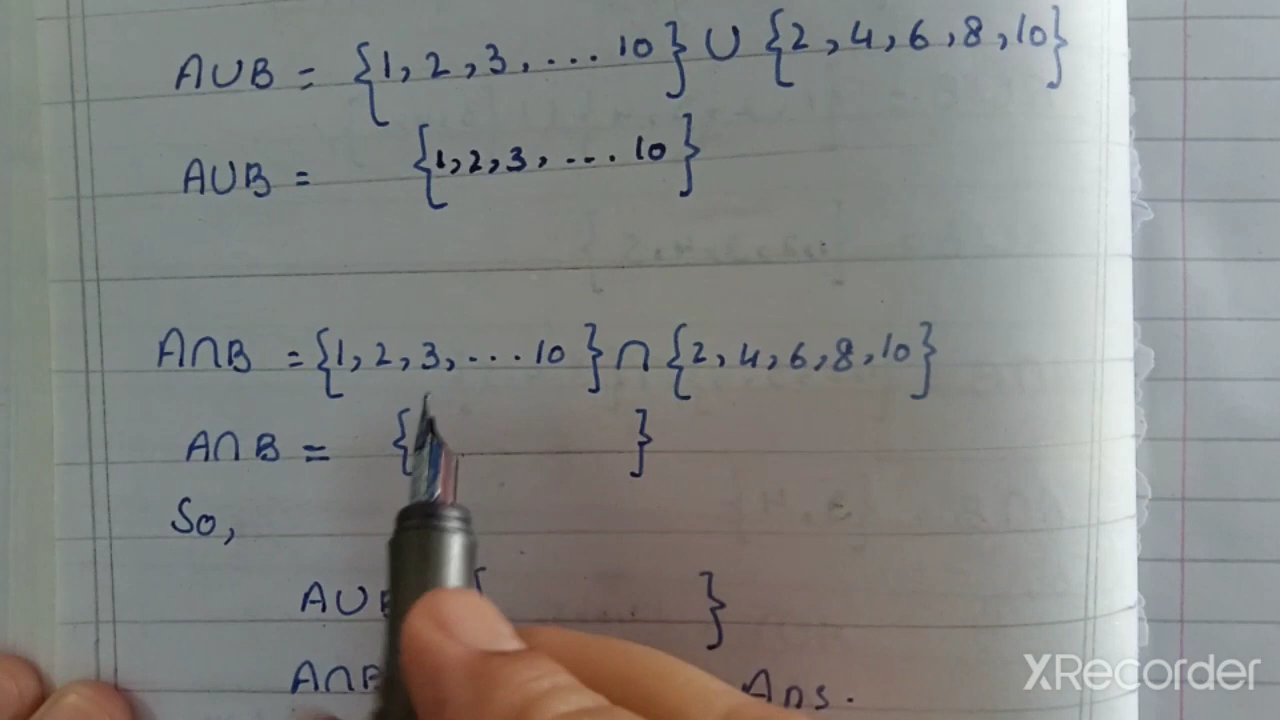 A∪B = {1, 2, 3, ... 10} ∪ {2, 4, 6, 8, 10}
A∪B = {1, 2, 3, ... 10}
A∩B = {1, 2, 3, ... 10} ∩ {2, 4, 6, 8, 10}
A∩B = { }
So,
A∪B { }
A∩B Ans.
XRecorder